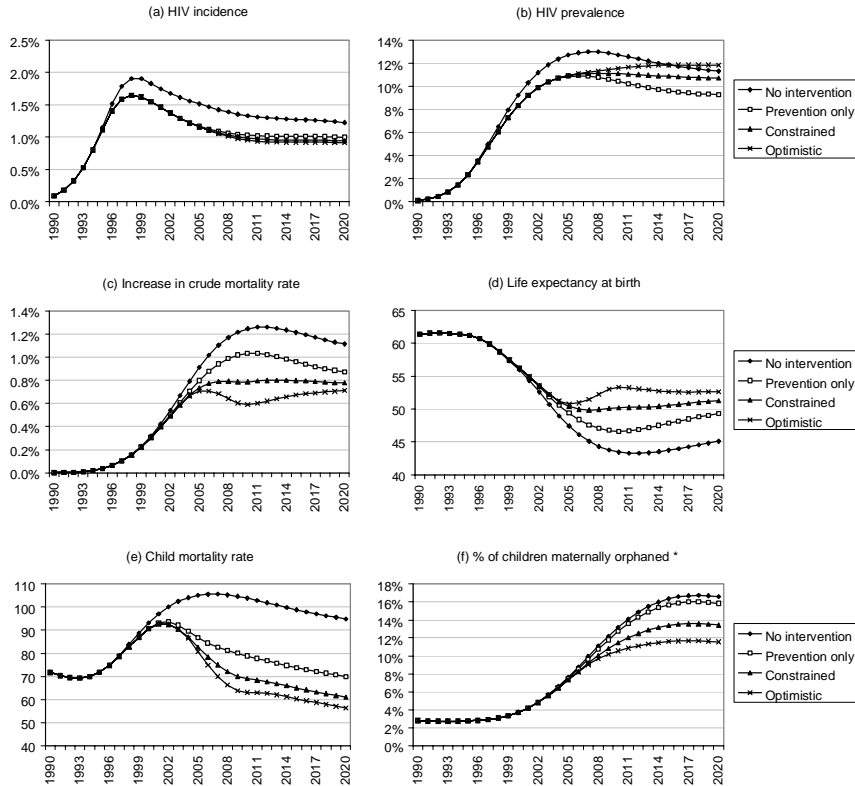 (a) HIV incidence
2.5%
2.0%
1.5%
1.0%
0.5%
0.0%
1990 1993 1996 1999 2002 2005 2008 2011 2014 2017 2020
(b) HIV prevalence
14%
12%
10%
8%
6%
4%
2%
0%
1990 1993 1996 1999 2002 2005 2008 2011 2014 2017 2020
No intervention
Prevention only
Constrained
Optimistic
(c) Increase in crude mortality rate
1.4%
1.2%
1.0%
0.8%
0.6%
0.4%
0.2%
0.0%
1990 1993 1996 1999 2002 2005 2008 2011 2014 2017 2020
(d) Life expectancy at birth
65
60
55
50
45
40
1990 1993 1996 1999 2002 2005 2008 2011 2014 2017 2020
No intervention
Prevention only
Constrained
Optimistic
(e) Child mortality rate
110
100
90
80
70
60
50
40
1990 1993 1996 1999 2002 2005 2008 2011 2014 2017 2020
(f) % of children maternally orphaned *
18%
16%
14%
12%
10%
8%
6%
4%
2%
0%
1990 1993 1996 1999 2002 2005 2008 2011 2014 2017 2020
No intervention
Prevention only
Constrained
Optimistic